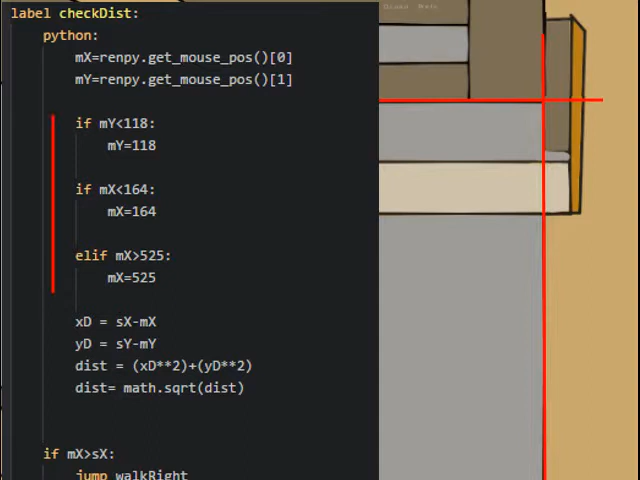 label checkDist:
python:
mX=renpy.get_mouse_pos()[0]
mY=renpy.get_mouse_pos()[1]
if mY<118:
mY=118
if mX<164:
mX=164
elif mX>525:
mX=525
xD = sX-mX
yD = sY-mY
dist = (xD**2)+(yD**2)
dist= math.sqrt(dist)
if mX>sX:
jump walkRight